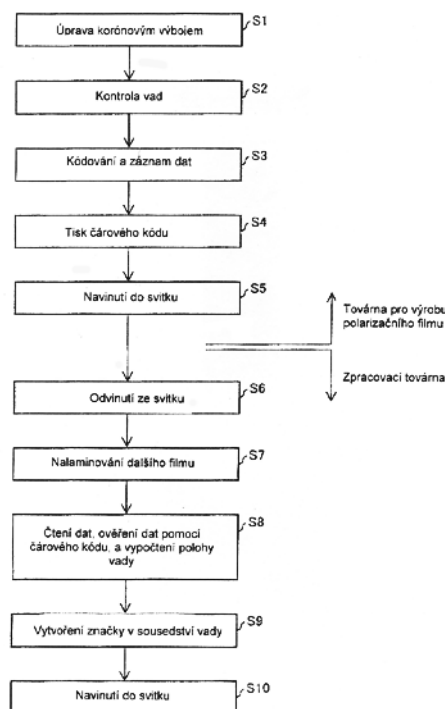 S1
Úprava korónovým výbojem
S2
Kontrola vad
S3
Kódování a záznam dat
S4
Tisk čárového kódu
S5
Navinutí do svitku
Továrna pro výrobu
polarizačního filmu
Zpracovací továrna
S6
Odvinutí ze svitku
S7
Nalaminování dalšího filmu
S8
Čtení dat, ověření dat pomocí
čárového kódu, a vypočtení polohy
vady
S9
Vytvoření značky v sousedství vady
S10
Navinutí do svitku